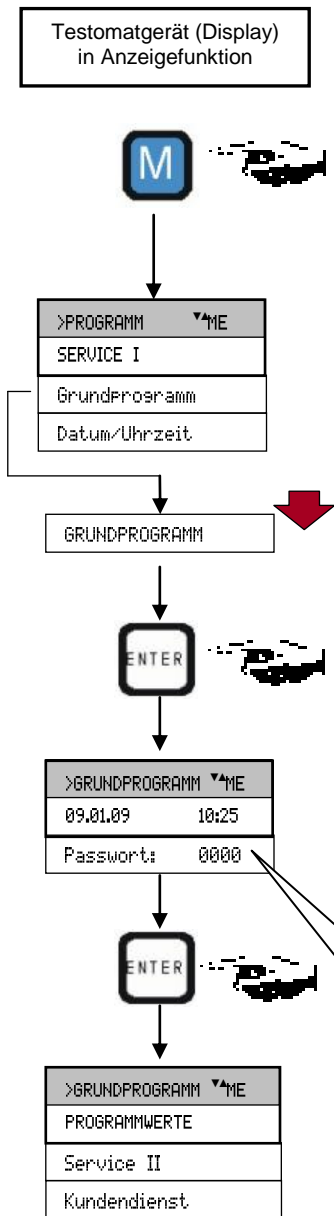 Testomatgerät (Display)
in Anzeigefunktion
M
>PROGRAMM ▼▲ME
SERVICE I
Grundprogramm
Datum/Uhrzeit
GRUNDPROGRAMM
ENTER
>GRUNDPROGRAMM ▼▲ME
09.01.09 10:25
Passwort: 0000
ENTER
>GRUNDPROGRAMM ▼▲ME
PROGRAMMWERTE
Service II
Kundendienst